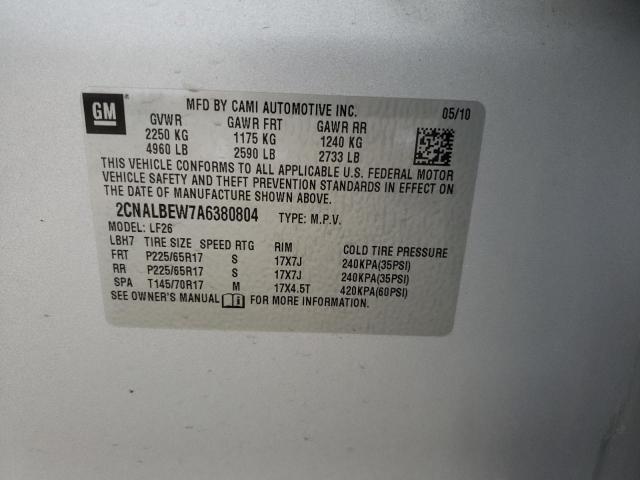 GM
MFD BY CAMI AUTOMOTIVE INC. 05/10
GVWR GAWR FRT GAWR RR
2250 KG 1175 KG 1240 KG
4960 LB 2590 LB 2733 LB
THIS VEHICLE CONFORMS TO ALL APPLICABLE U.S. FEDERAL MOTOR
VEHICLE SAFETY AND THEFT PREVENTION STANDARDS IN EFFECT ON
THE DATE OF MANUFACTURE SHOWN ABOVE.
2CNALBEW7A6380804 TYPE: M.P.V.
MODEL: LF26
LBH7 TIRE SIZE SPEED RTG RIM COLD TIRE PRESSURE
FRT P225/65R17 S 17X7J 240KPA(35PSI)
RR P225/65R17 S 17X7J 240KPA(35PSI)
SPA T145/70R17 M 17X4.5T 420KPA(60PSI)
SEE OWNER'S MANUAL FOR MORE INFORMATION.